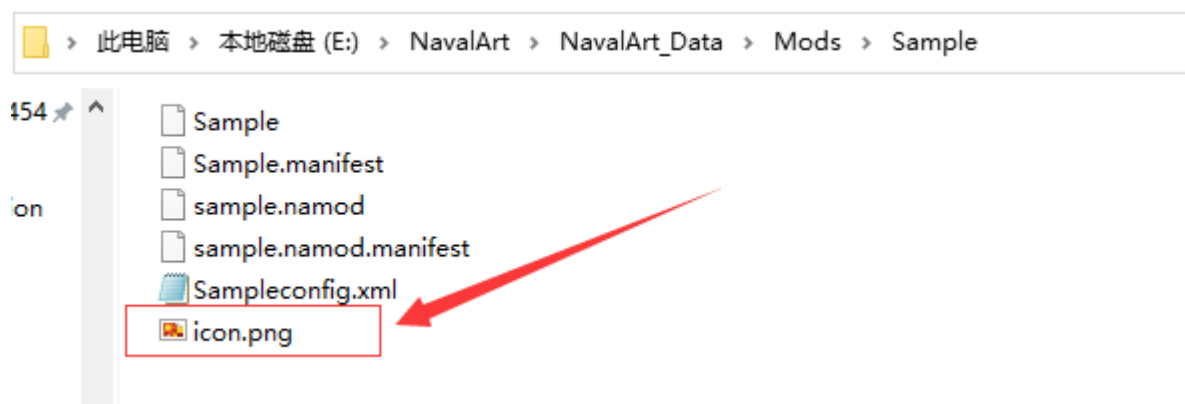 此电脑 > 本地磁盘 (E:) > NavalArt > NavalArt_Data > Mods > Sample
454
Sample
Sample.manifest
ion
sample.namod
sample.namod.manifest
Sampleconfig.xml
icon.png